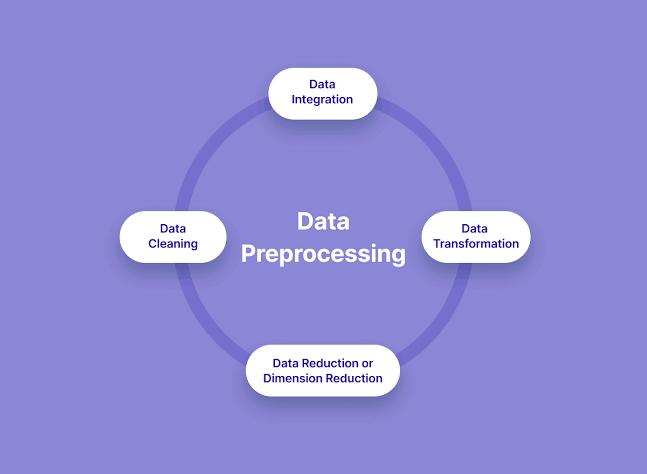 Data
Integration
Data
Cleaning
Data
Preprocessing
Data
Transformation
Data Reduction or
Dimension Reduction